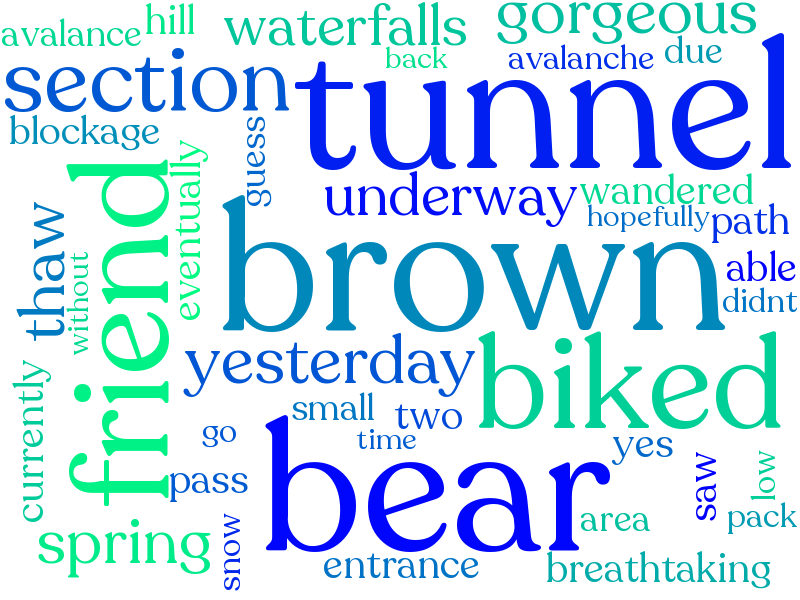 avalance
hill
waterfalls
gorgeous
back
avalanche
due
section
tunnel
blockage
guess
eventually
friend
underway
wandered
hopefully
path
thaw
without
brown
able
didnt
yesterday
biked
currently
small
two
go
time
yes
pass
bear
saw
low
spring
snow
area
pack
entrance
breathtaking